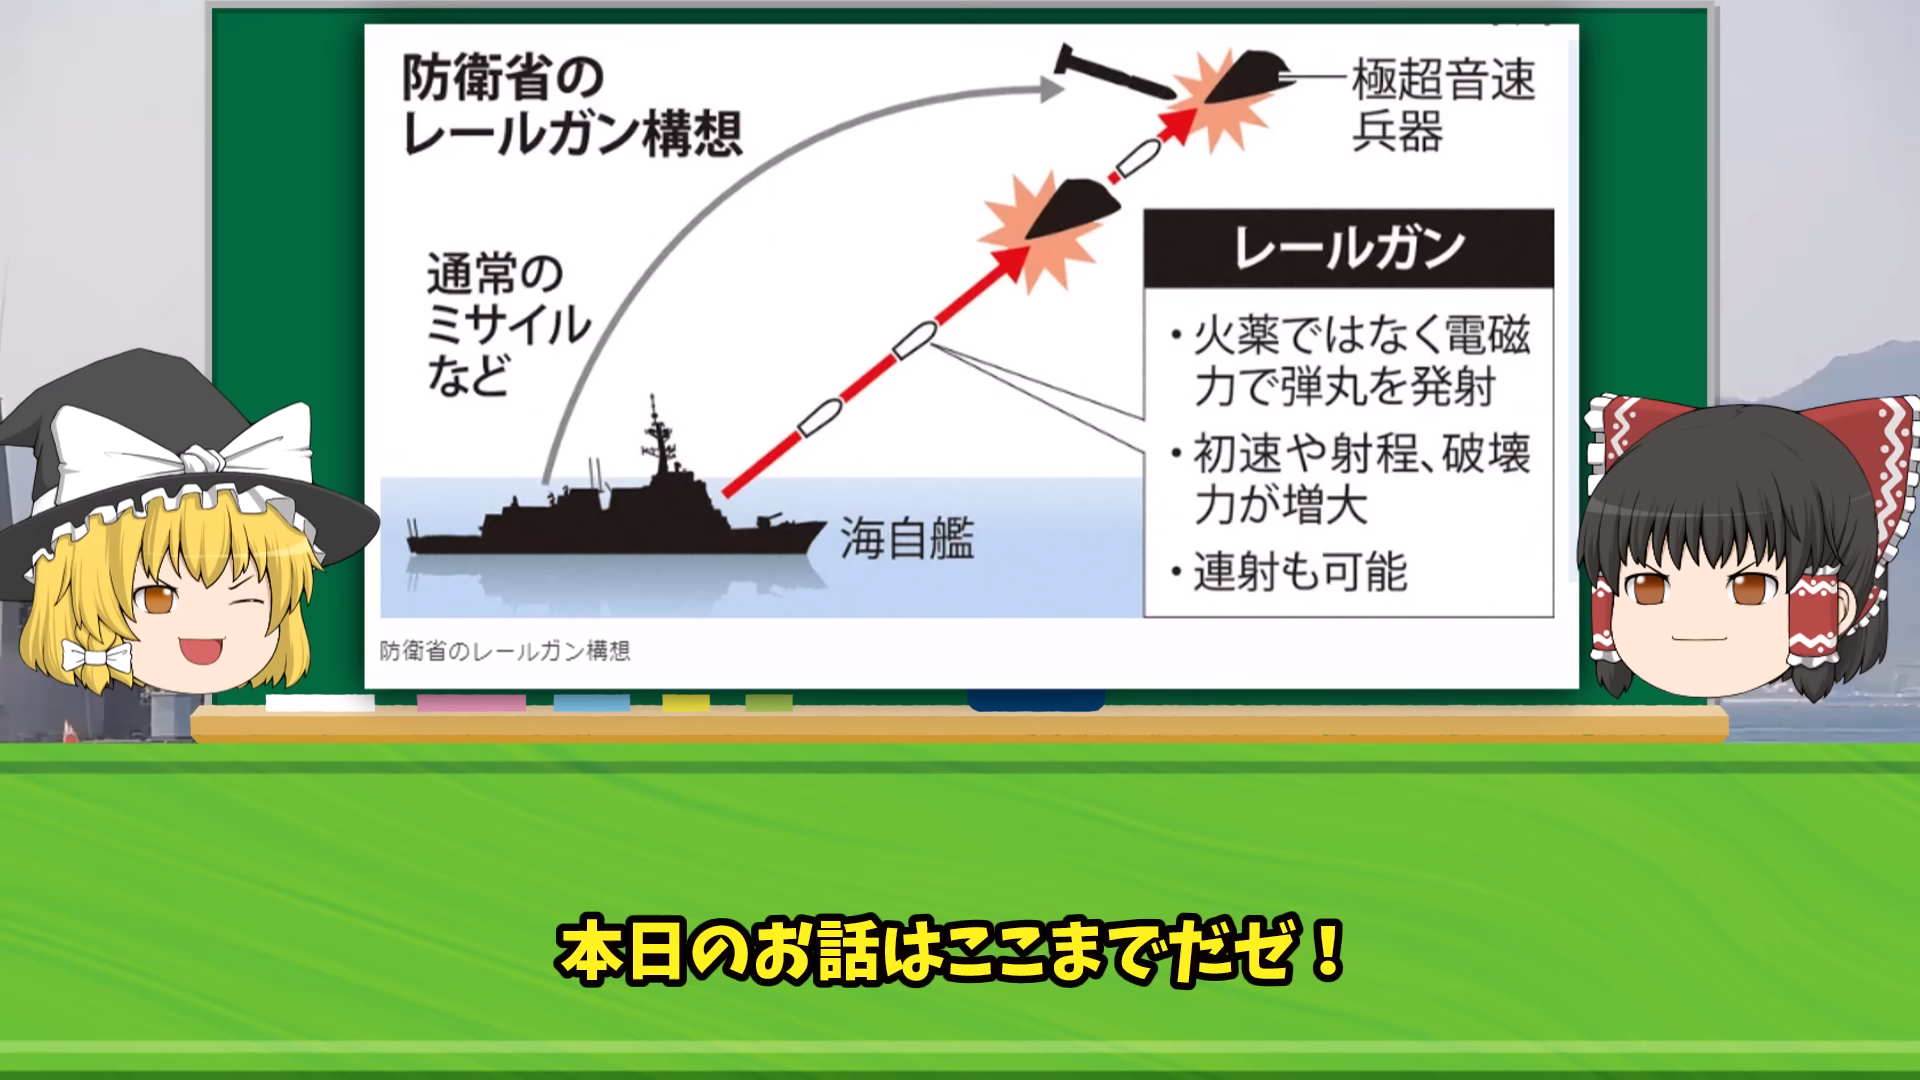 防衛省の
レールガン構想
極超音速
兵器
通常の
ミサイル
など
レールガン
・火薬ではなく電磁
力で弾丸を発射
・初速や射程、破壊
力が増大
・連射も可能
海自艦
防衛省のレールガン構想
本日のお話はここまでだゼ！